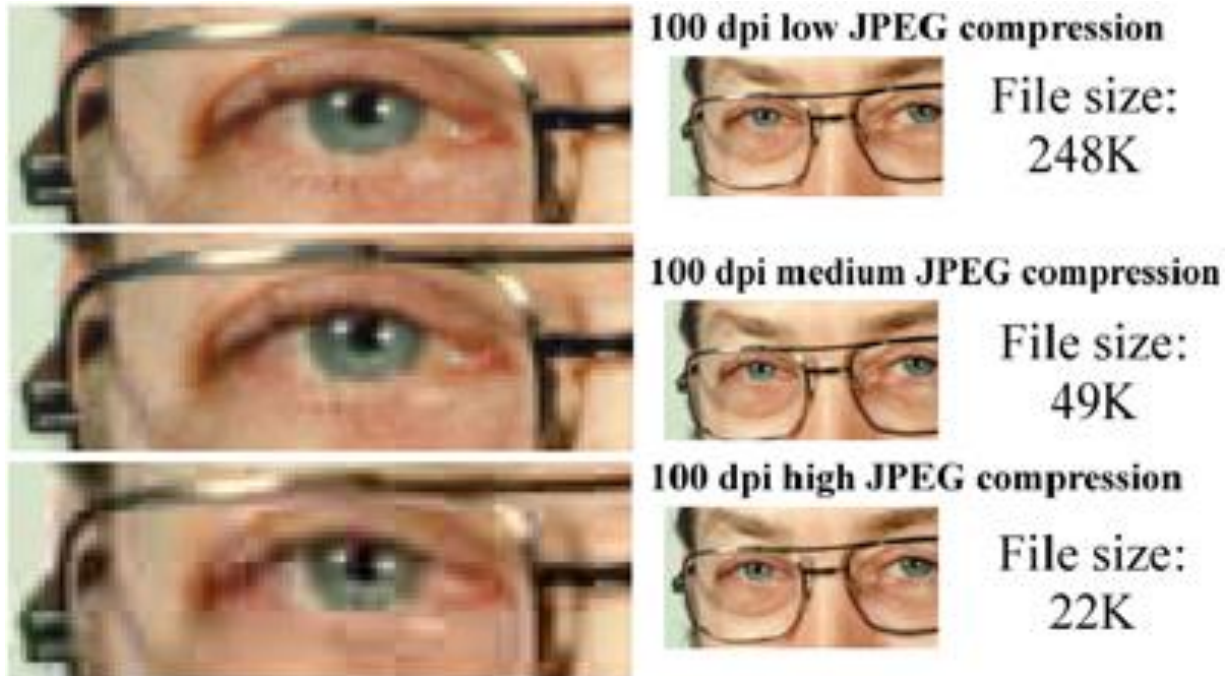 100 dpi low JPEG compression
File size:
248K
100 dpi medium JPEG compression
File size:
49K
100 dpi high JPEG compression
File size:
22K